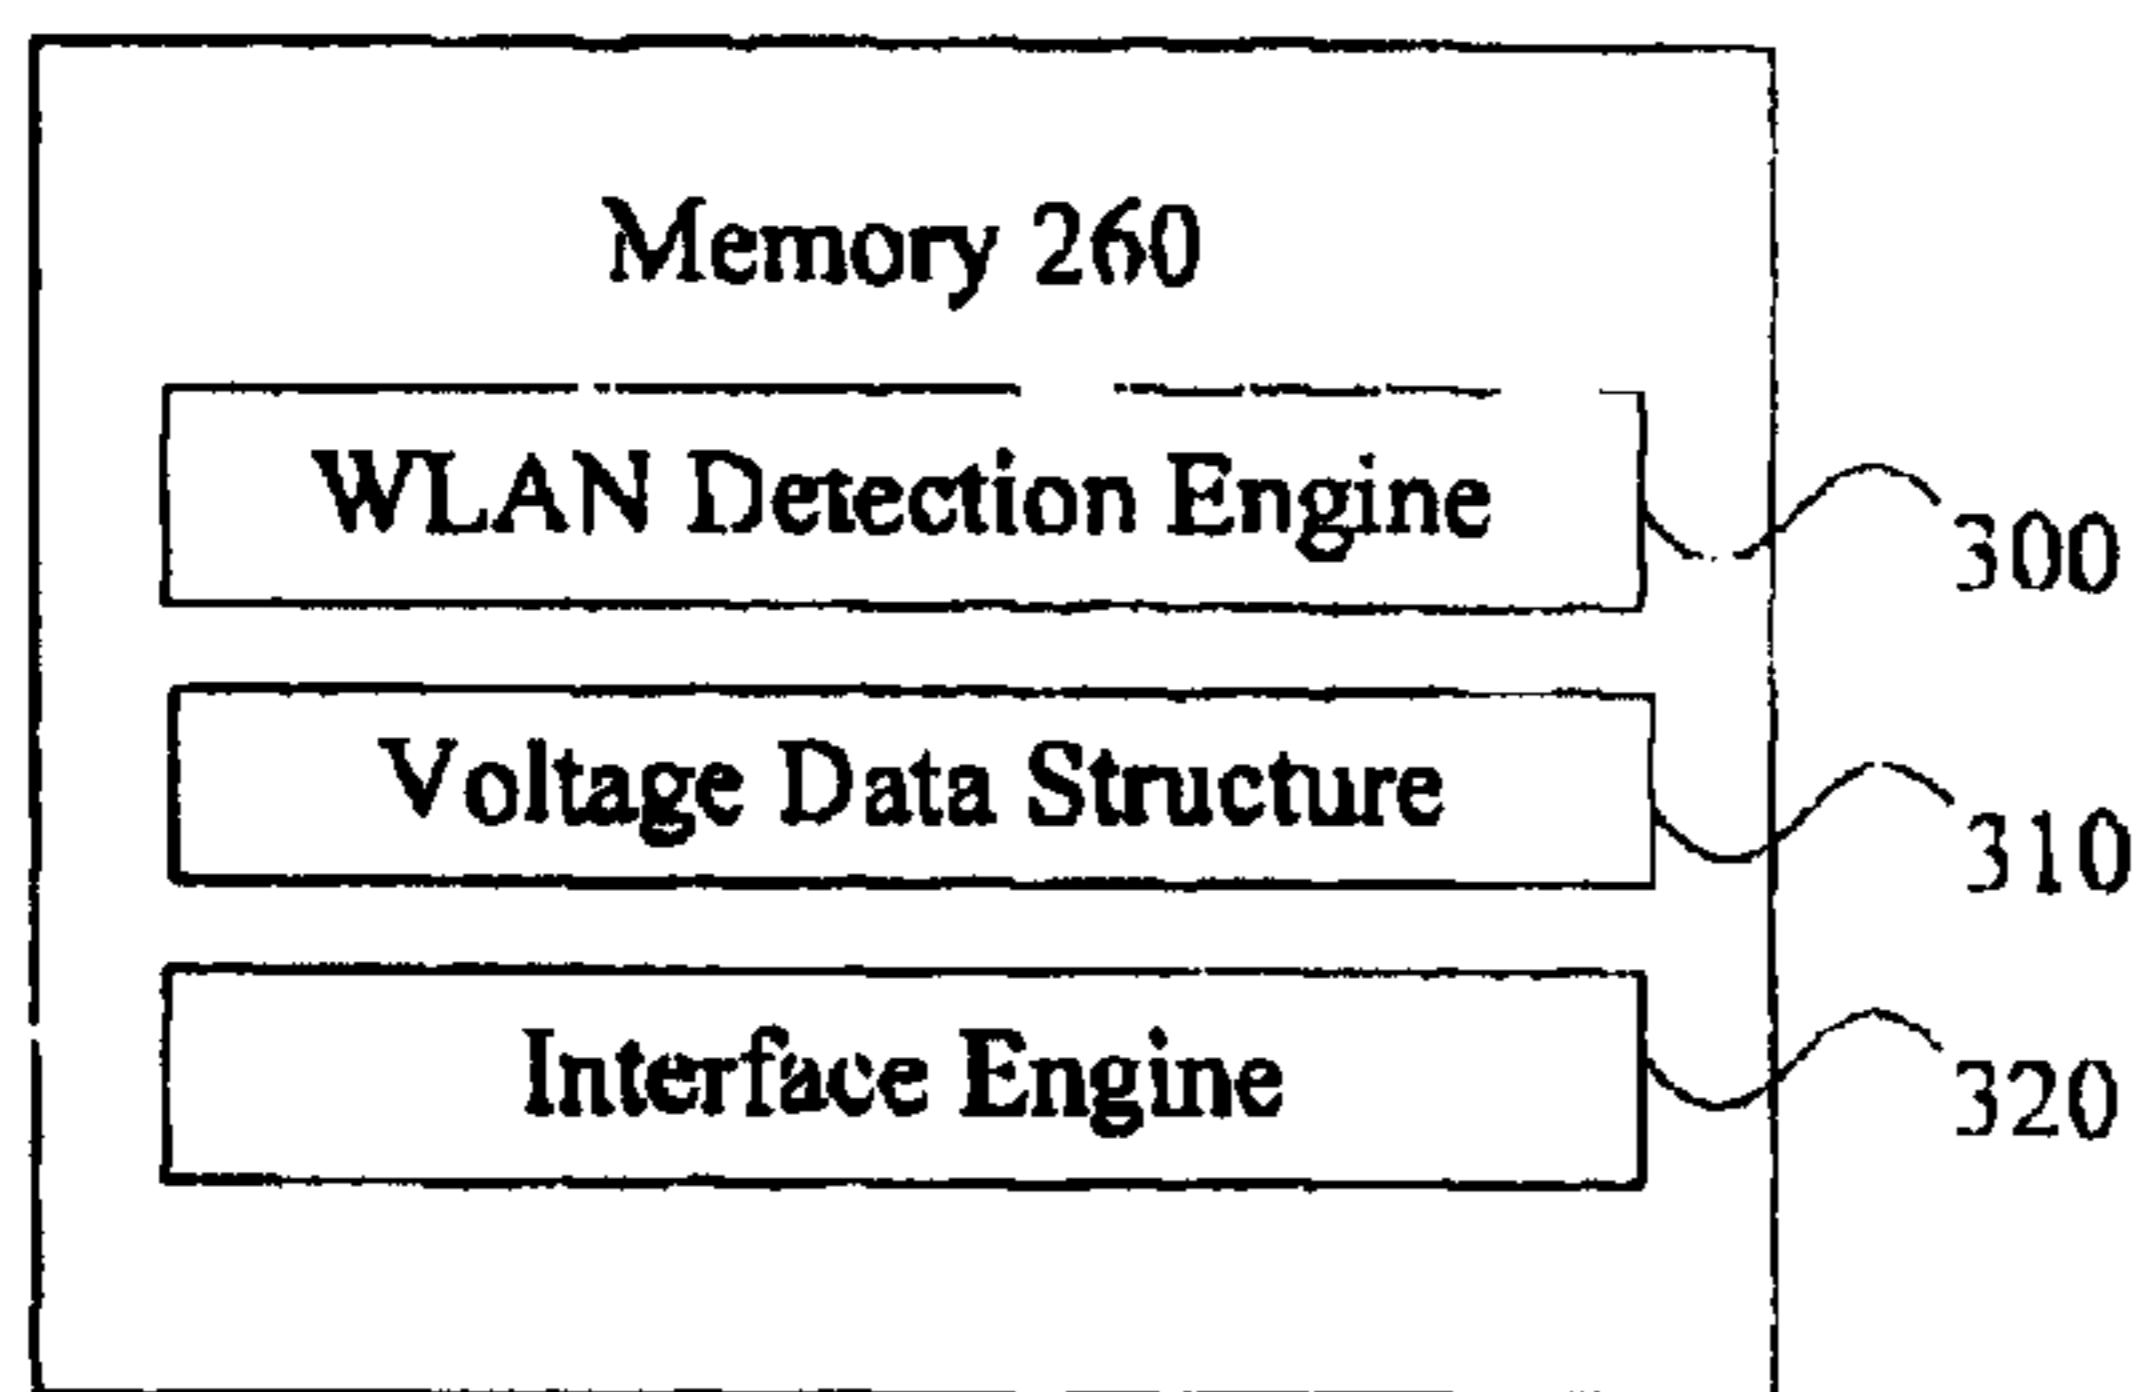 Memory 260
WLAN Detection Engine
300
Voltage Data Structure
310
Interface Engine
320